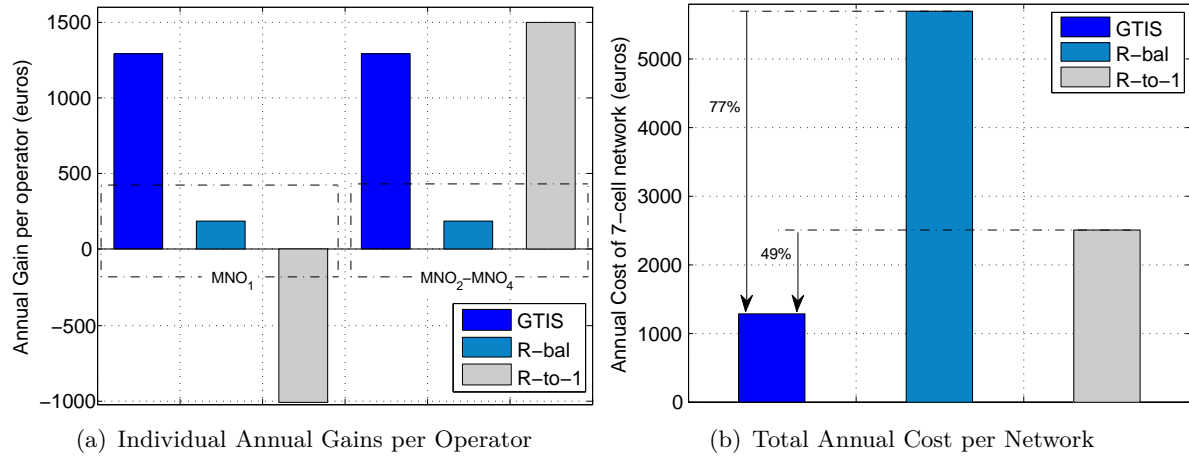 Annual Gain per operator (euros)
1500
1000
500
0
−500
−1000
MNO1
MNO2−MNO4
GTIS
R−bal
R−to−1
(a) Individual Annual Gains per Operator
Annual Cost of 7−cell network (euros)
5000
4000
3000
2000
1000
0
77%
49%
GTIS
R−bal
R−to−1
(b) Total Annual Cost per Network